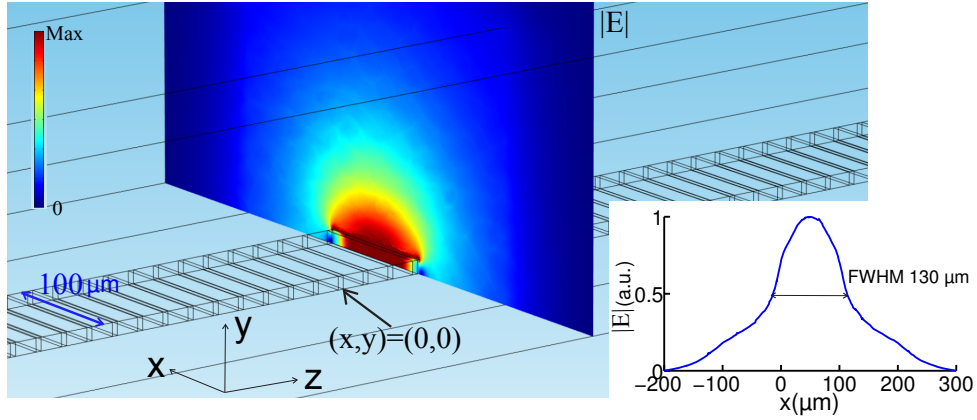 Max
0
|E|
100 μm
(x,y)=(0,0)
y
x
z
|E|(a.u.)
1
0.5
0
FWHM 130 μm
−200 −100 0 100 200 300
x(μm)